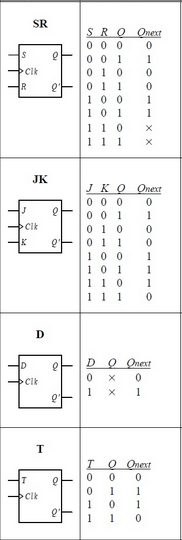 SR
S Q
Clk
R Q'
S R Q Qnext
0 0 0 0
0 0 1 1
0 1 0 0
0 1 1 0
1 0 0 1
1 0 1 1
1 1 0 ×
1 1 1 ×
JK
J Q
Clk
K Q'
J K Q Qnext
0 0 0 0
0 0 1 1
0 1 0 0
0 1 1 0
1 0 0 1
1 0 1 1
1 1 0 1
1 1 1 0
D
D Q
Clk
Q'
D Q Qnext
0 × 0
1 × 1
T
T Q
Clk
Q'
T Q Qnext
0 0 0
0 1 1
1 0 1
1 1 0